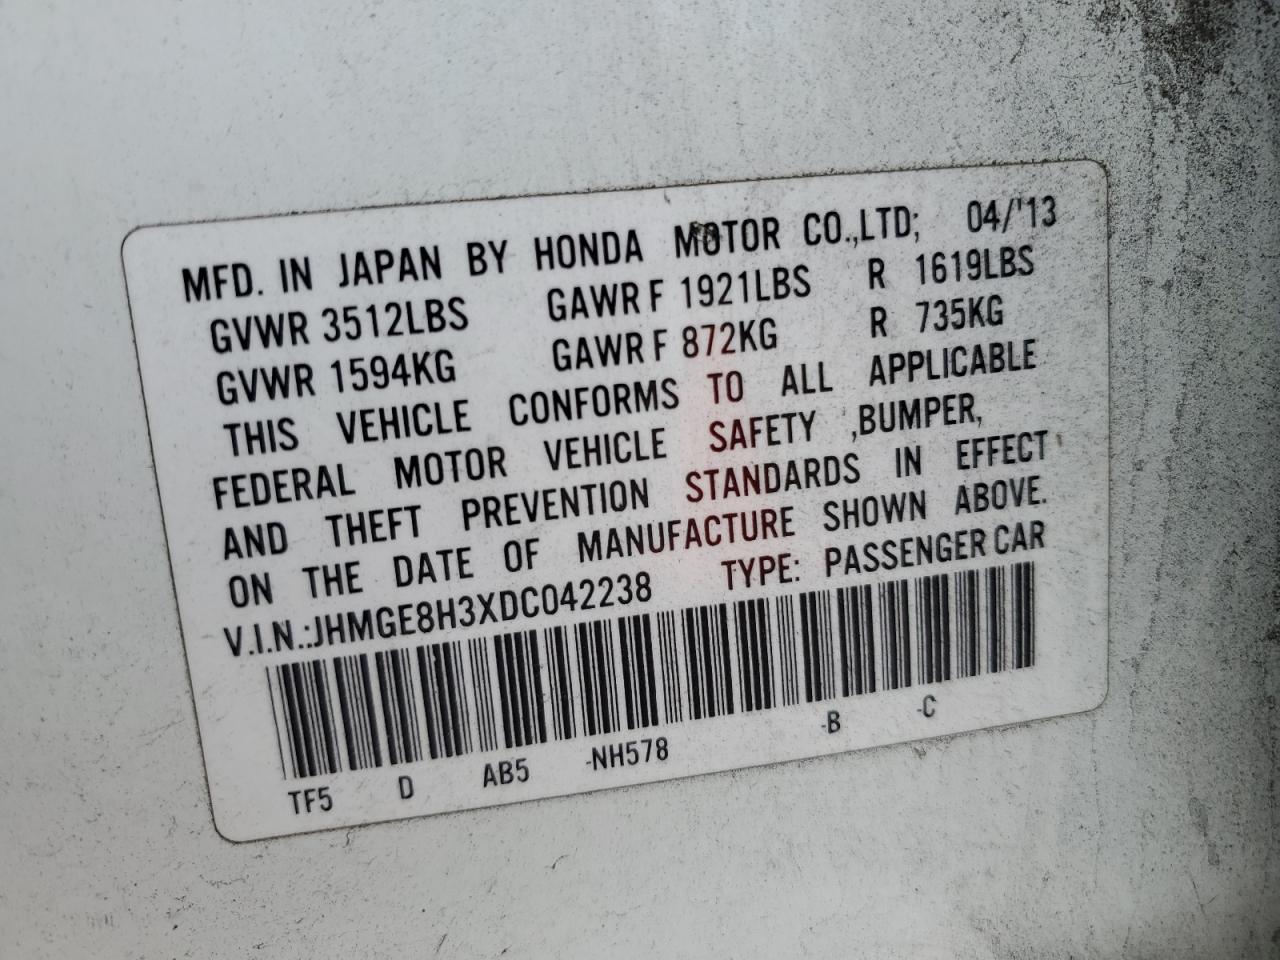 MFD. IN JAPAN BY HONDA MOTOR CO.,LTD; 04/'13
GVWR 3512LBS GAWR F 1921LBS R 1619LBS
GVWR 1594KG GAWR F 872KG R 735KG
THIS VEHICLE CONFORMS TO ALL APPLICABLE
FEDERAL MOTOR VEHICLE SAFETY ,BUMPER,
AND THEFT PREVENTION STANDARDS IN EFFECT
ON THE DATE OF MANUFACTURE SHOWN ABOVE.
V.I.N.:JHMGE8H3XDC042238 TYPE: PASSENGER CAR
TF5 D AB5 -NH578 -B -C